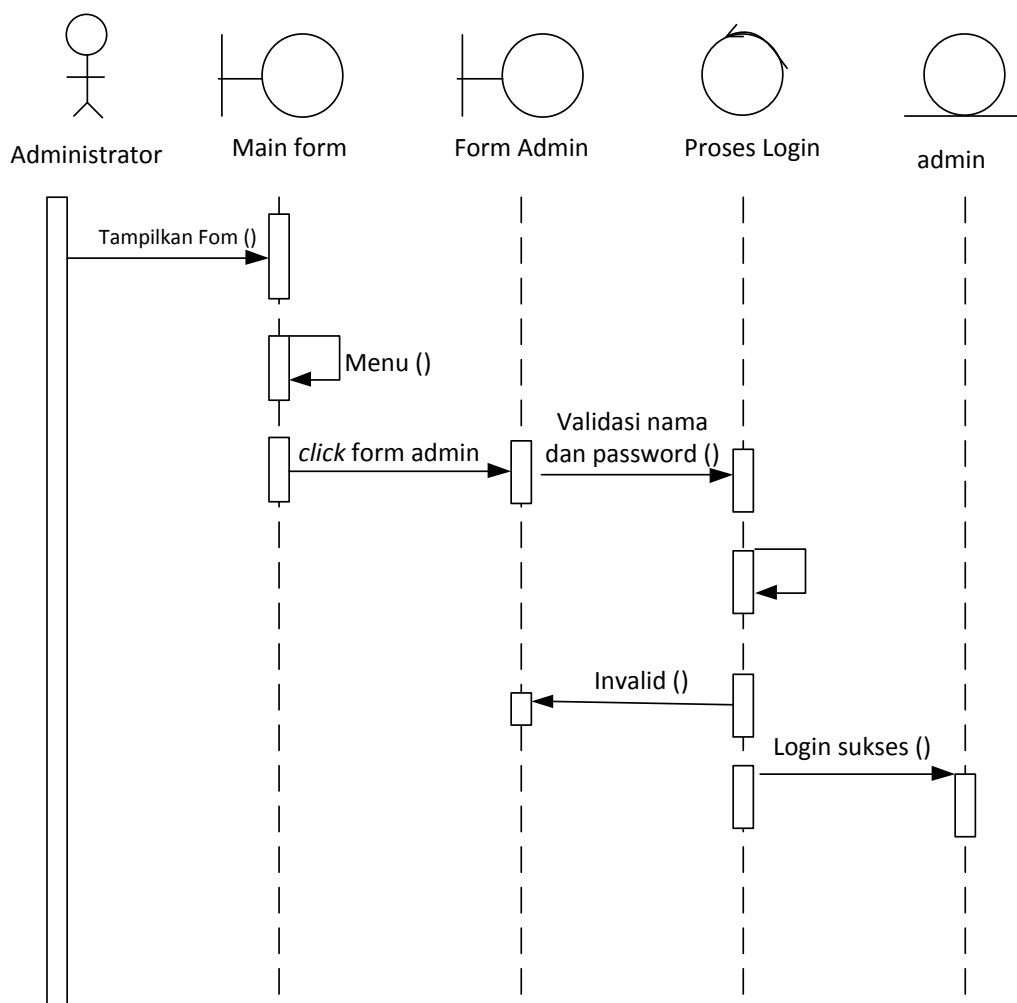 Administrator
Main form
Form Admin
Proses Login
admin
Tampilkan Fom ()
Menu ()
click form admin
Validasi nama
dan password ()
Invalid ()
Login sukses ()